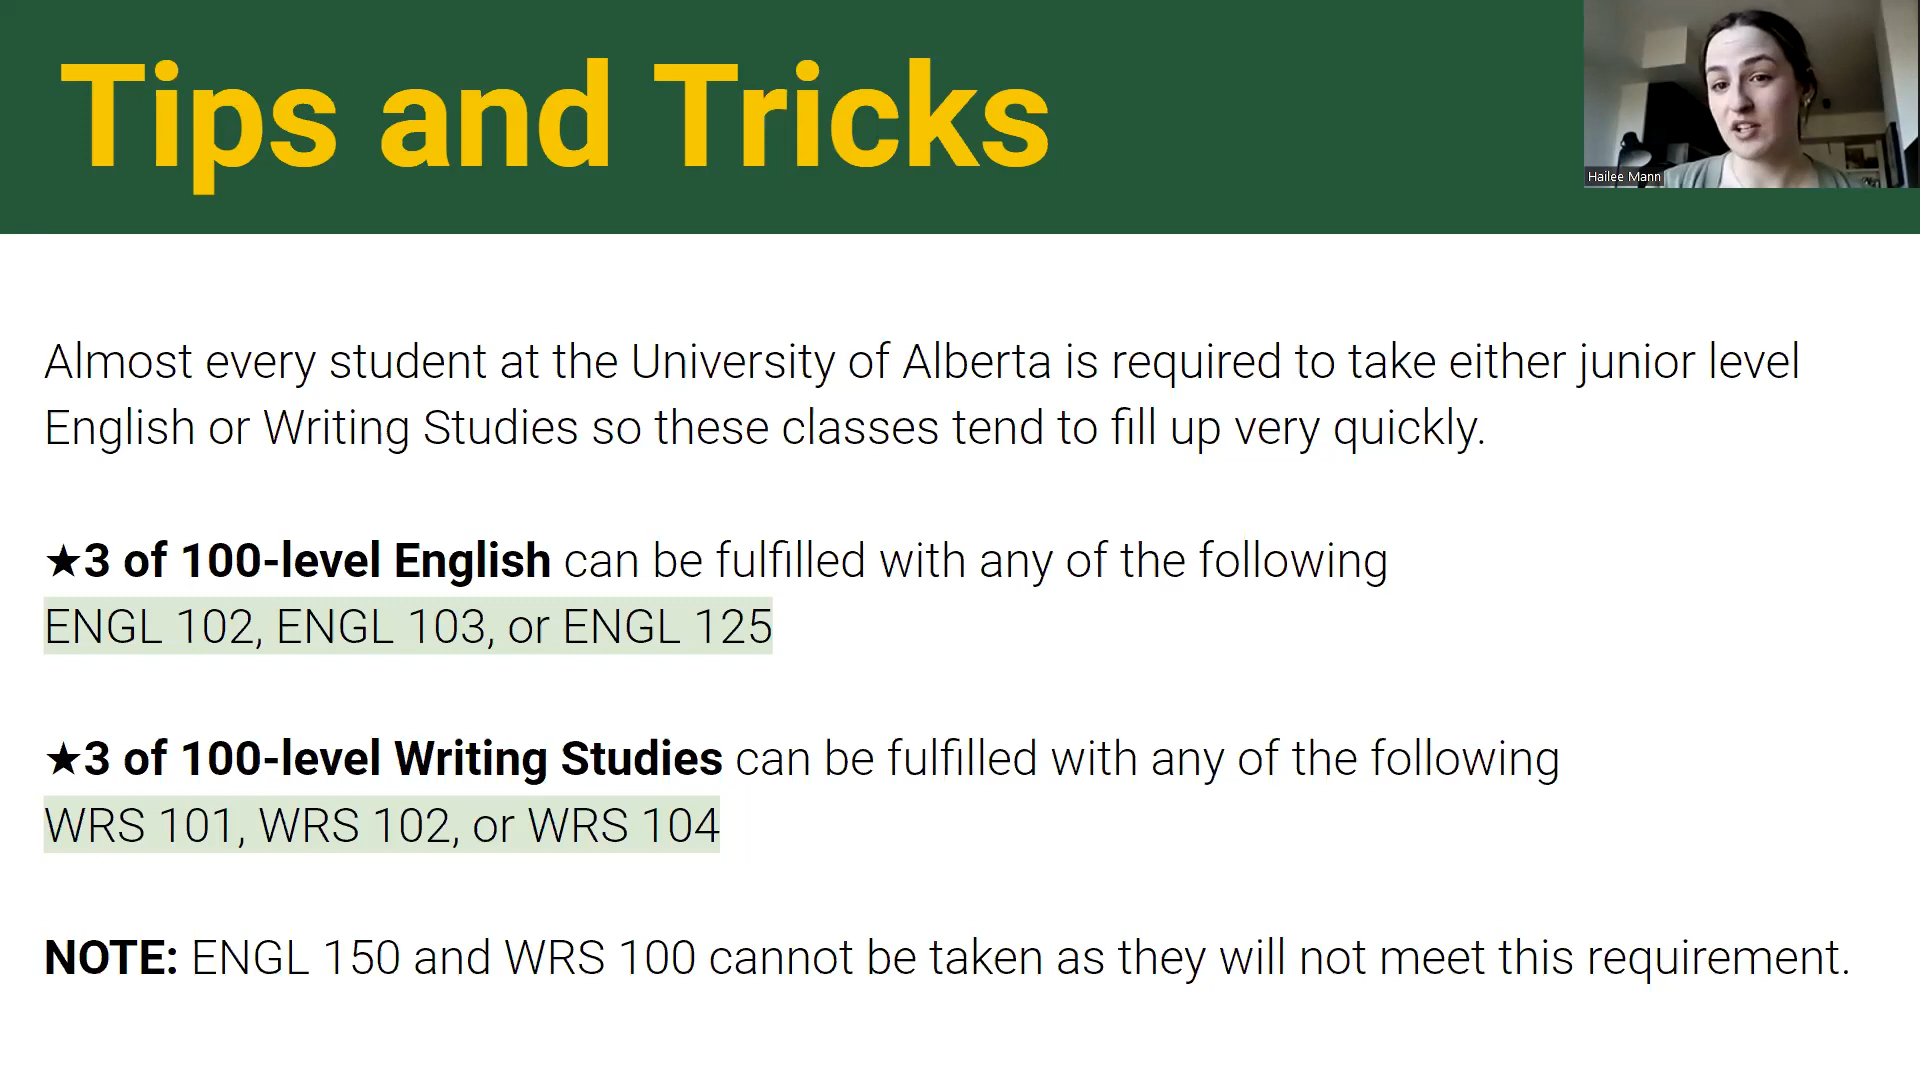 Tips and Tricks
Hailee Mann
Almost every student at the University of Alberta is required to take either junior level
English or Writing Studies so these classes tend to fill up very quickly.
★3 of 100-level English can be fulfilled with any of the following
ENGL 102, ENGL 103, or ENGL 125
★3 of 100-level Writing Studies can be fulfilled with any of the following
WRS 101, WRS 102, or WRS 104
NOTE: ENGL 150 and WRS 100 cannot be taken as they will not meet this requirement.